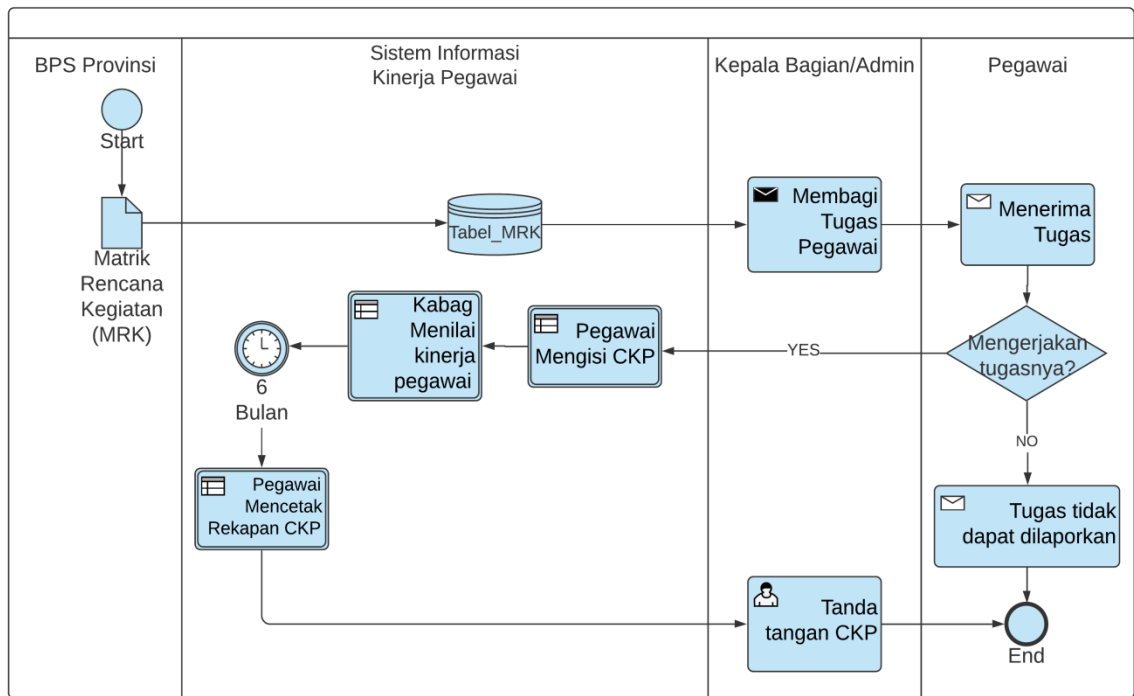 BPS Provinsi
Sistem Informasi
Kinerja Pegawai
Kepala Bagian/Admin
Pegawai
Start
Matrik
Rencana
Kegiatan
(MRK)
Tabel_MRK
Membagi
Tugas
Pegawai
Menerima
Tugas
Mengerjakan
tugasnya?
YES
Pegawai
Mengisi CKP
Kabag
Menilai
kinerja
pegawai
6
Bulan
Pegawai
Mencetak
Rekapan CKP
NO
Tugas tidak
dapat dilaporkan
Tanda
tangan CKP
End